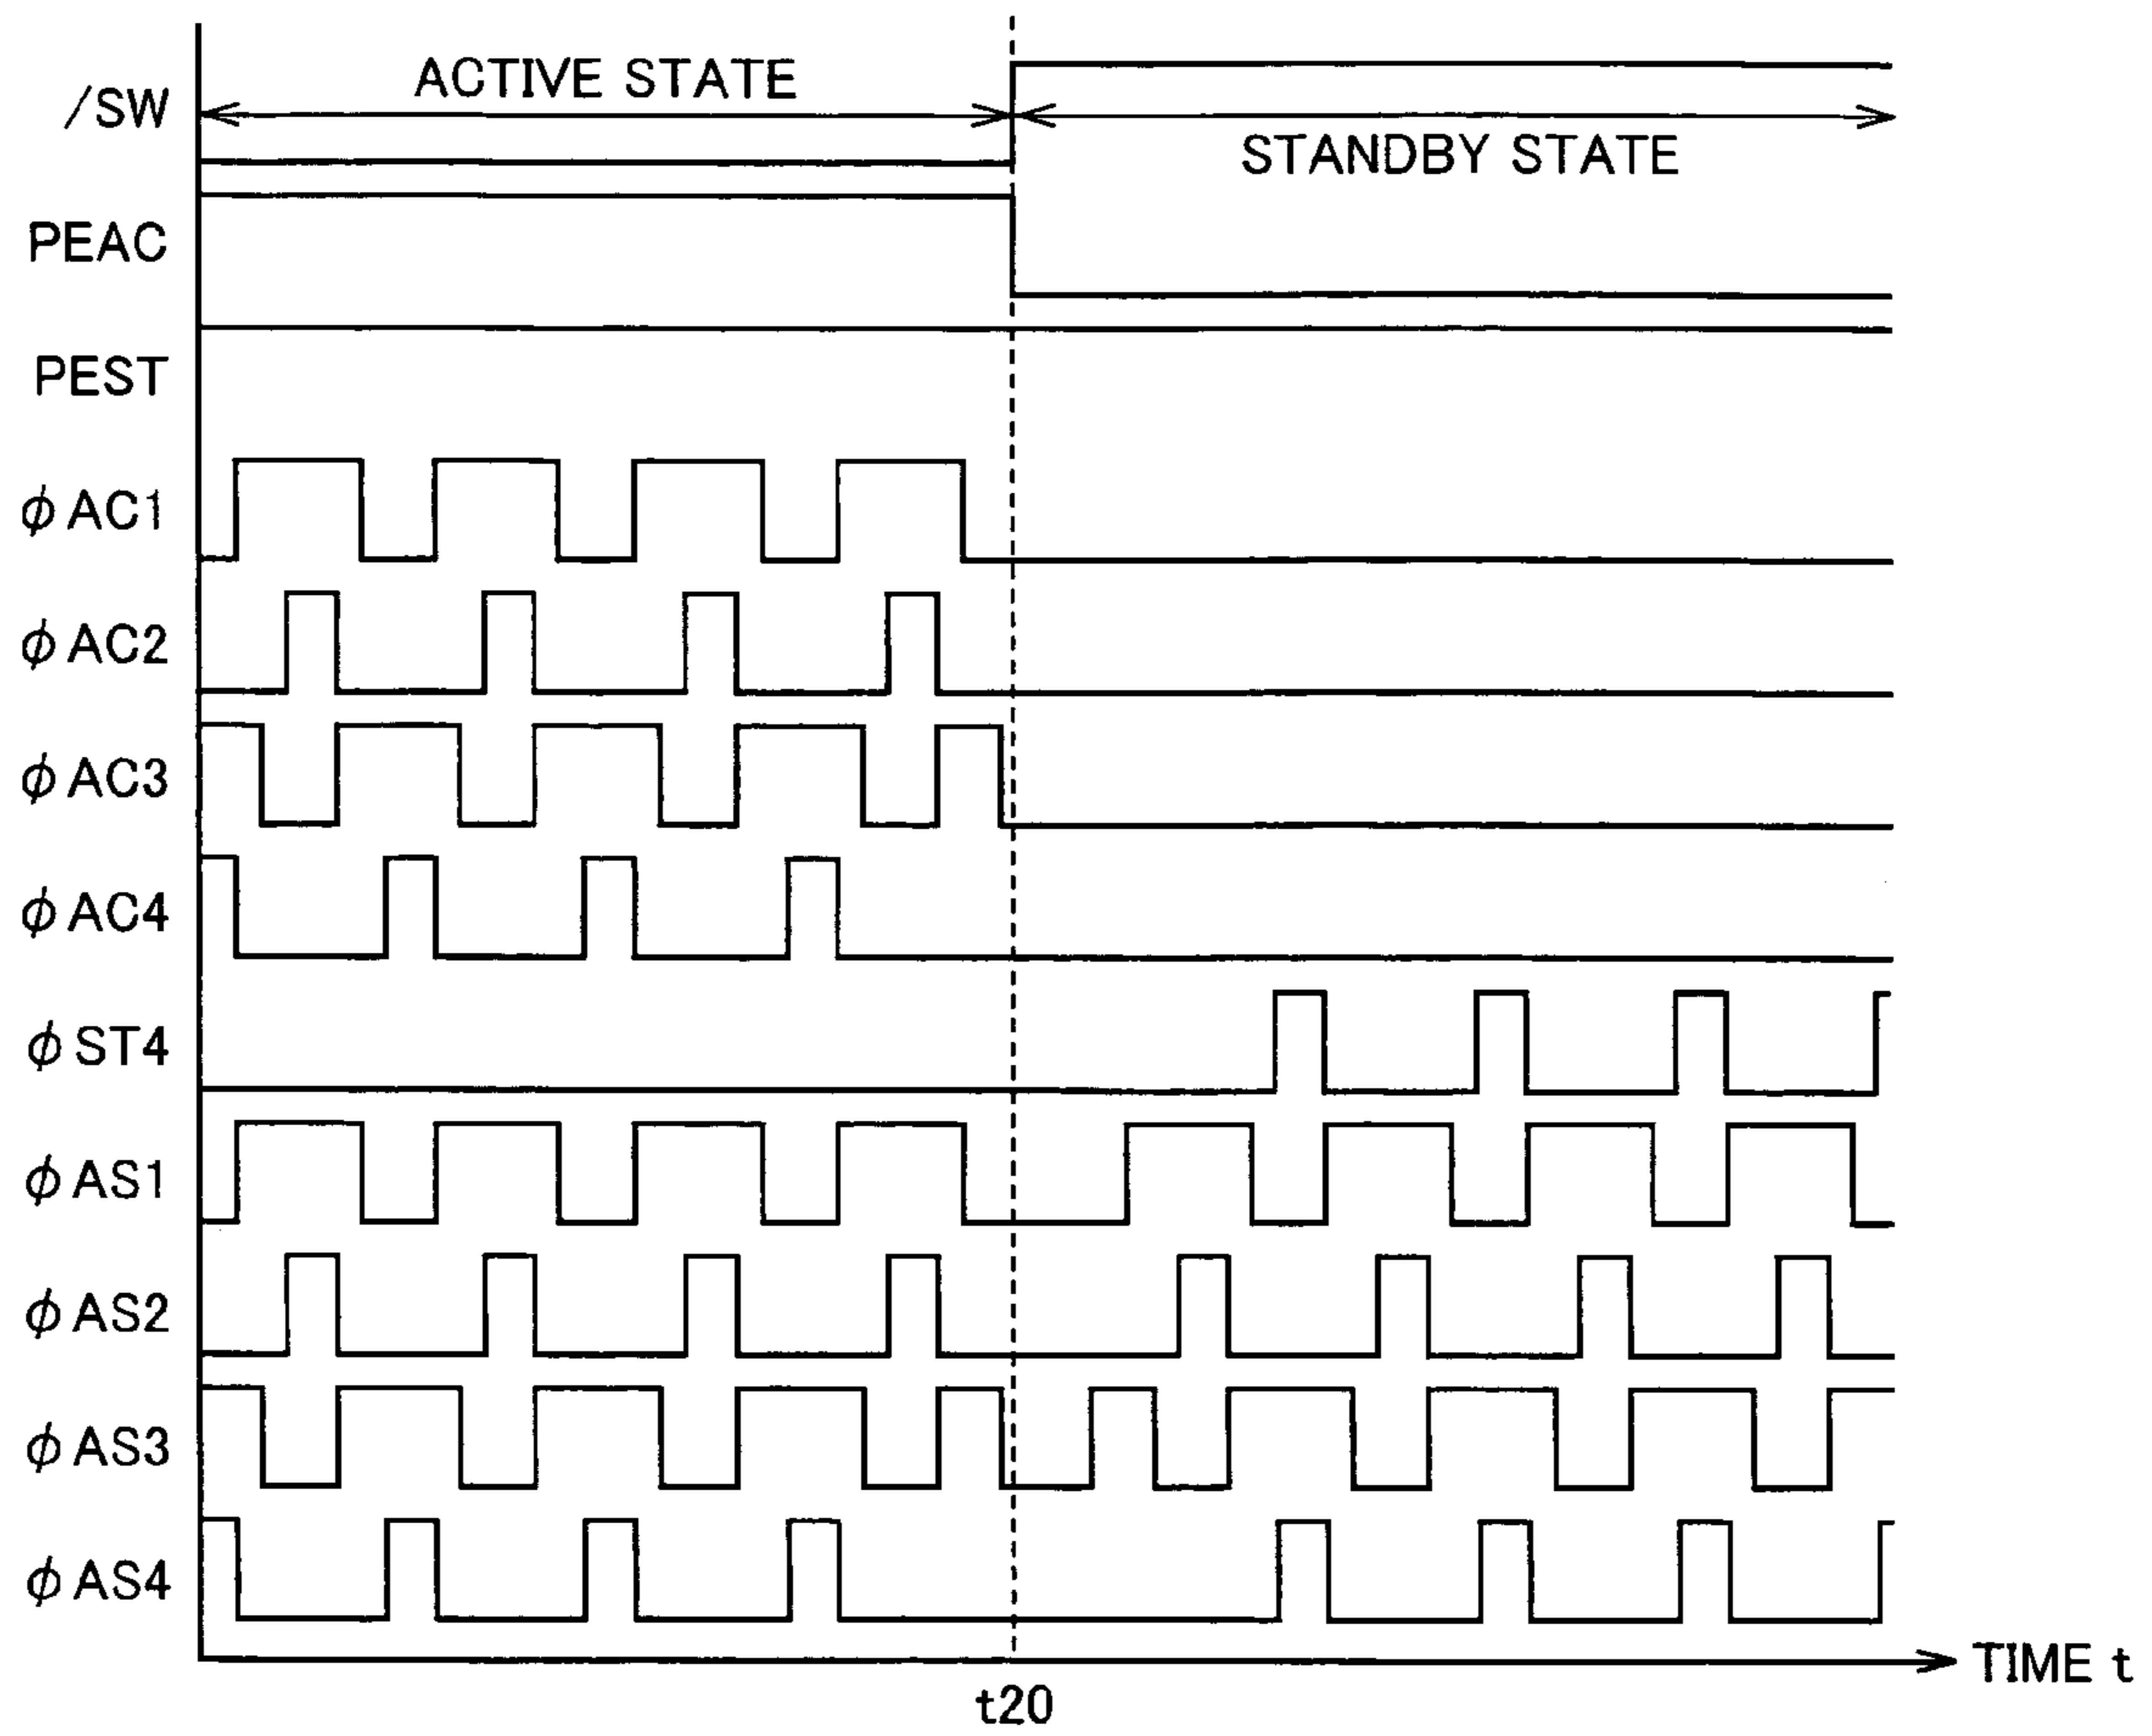 ACTIVE STATE
/SW
STANDBY STATE
PEAC
PEST
ϕAC1
ϕAC2
ϕAC3
ϕAC4
ϕST4
ϕAS1
ϕAS2
ϕAS3
ϕAS4
TIME t
t20